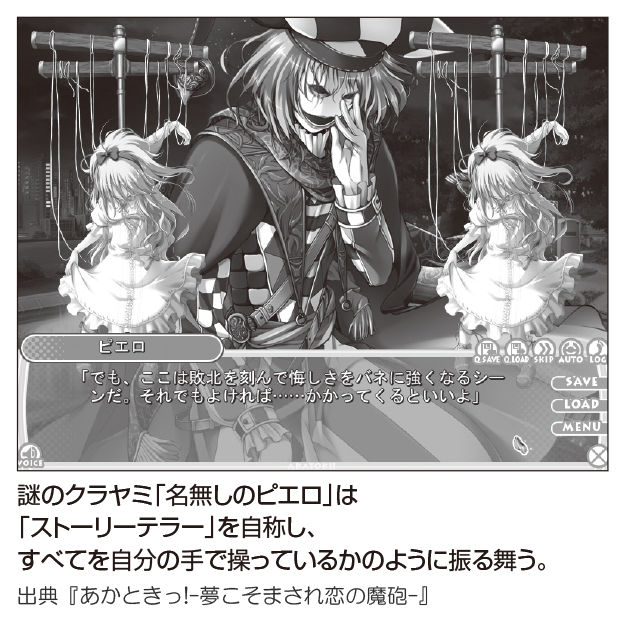 ピエロ
「でも、ここは敗北を刻んで悔しさをバネに強くなるシー
ンだ。それでもよければ……かかってくるといいよ」
Q.SAVE Q.LOAD SKIP AUTO LOG
SAVE
LOAD
MENU
VOICE
AKATOKI!
謎のクラヤミ「名無しのピエロ」は
「ストーリーテラー」を自称し、
すべてを自分の手で操っているかのように振る舞う。
出典『あかときっ!−夢こそまされ恋の魔砲−』